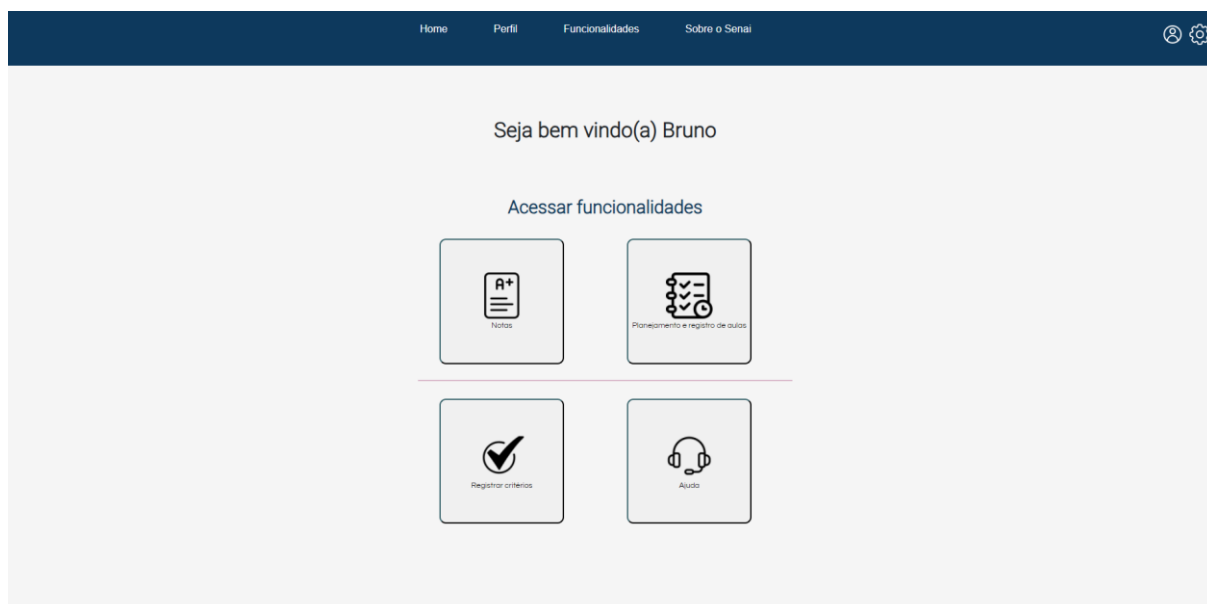 Home Perfil Funcionalidades Sobre o Senai
Seja bem vindo(a) Bruno
Acessar funcionalidades
A+
Notas
Planejamento e registro de aulas
Registrar critérios
Ajuda